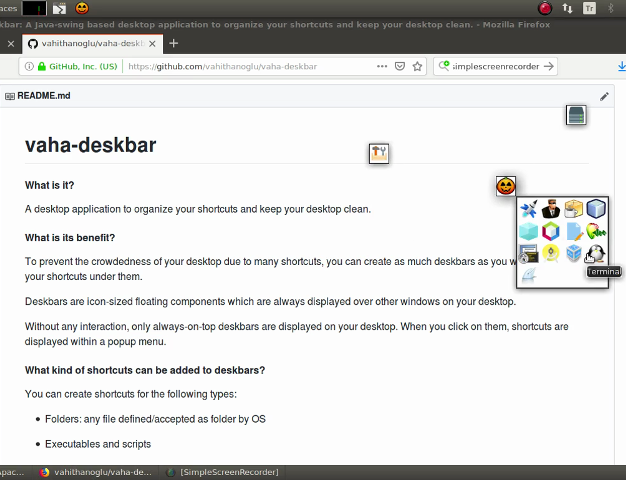 aces
Tr
kbar: A Java-swing based desktop application to organize your shortcuts and keep your desktop clean. - Mozilla Firefox
vahithanoglu/vaha-deskb
GitHub, Inc. (US)
https://github.com/vahithanoglu/vaha-deskbar
simplescreenrecorder
README.md
vaha-deskbar
What is it?
A desktop application to organize your shortcuts and keep your desktop clean.
What is its benefit?
To prevent the crowdedness of your desktop due to many shortcuts, you can create as much deskbars as you w
your shortcuts under them.
Terminal
Deskbars are icon-sized floating components which are always displayed over other windows on your desktop.
Without any interaction, only always-on-top deskbars are displayed on your desktop. When you click on them, shortcuts are
displayed within a popup menu.
What kind of shortcuts can be added to deskbars?
You can create shortcuts for the following types:
Folders: any file defined/accepted as folder by OS
Executables and scripts
Apac...
vahithanoglu/vaha-de...
[SimpleScreenRecorder]